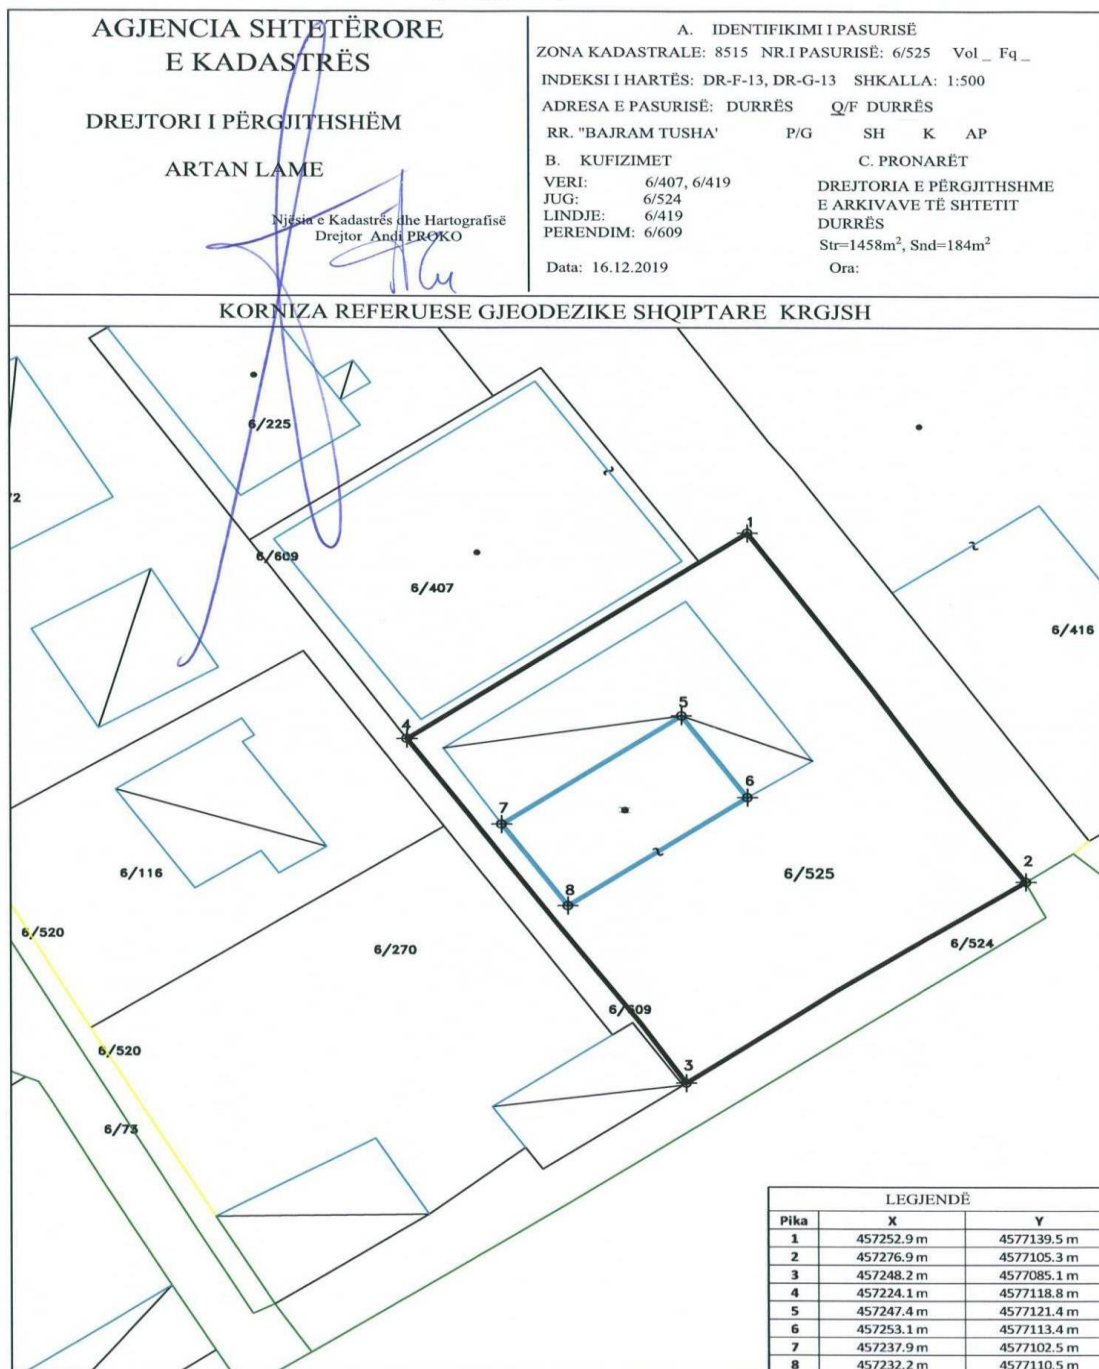 AGJENCIA SHTETËRORE
E KADASTRËS
DREJTORI I PËRGJITHSHËM
ARTAN LAME
Njësia e Kadastrës dhe Hartografisë
Drejtor Andi PROKO
A. IDENTIFIKIMI I PASURISË
ZONA KADASTRALE: 8515 NR.I PASURISË: 6/525 Vol _ Fq _
INDEKSI I HARTËS: DR-F-13, DR-G-13 SHKALLA: 1:500
ADRESA E PASURISË: DURRËS Q/F DURRËS
RR. "BAJRAM TUSHA' P/G SH K AP
B. KUFIZIMET
VERI: 6/407, 6/419
JUG: 6/524
LINDJE: 6/419
PERENDIM: 6/609
Data: 16.12.2019
C. PRONARËT
DREJTORIA E PËRGJITHSHME
E ARKIVAVE TË SHTETIT
DURRËS
Str=1458m², Snd=184m²
Ora:
KORNIZA REFERUESE GJEODEZIKE SHQIPTARE KRGJSH
6/225
/2
1
6/609
6/407
6/416
5
4
6
7
6/116
6/525
2
8
6/520
6/270
6/524
6/609
6/520
3
6/73
LEGJENDË
Pika X Y
1 457252.9 m 4577139.5 m
2 457276.9 m 4577105.3 m
3 457248.2 m 4577085.1 m
4 457224.1 m 4577118.8 m
5 457247.4 m 4577121.4 m
6 457253.1 m 4577113.4 m
7 457237.9 m 4577102.5 m
8 457232.2 m 4577110.5 m